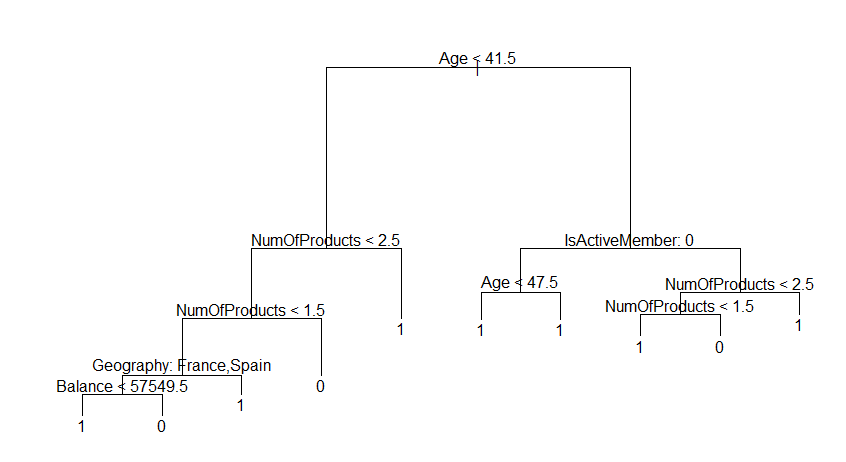 Age < 41.5
NumOfProducts < 2.5
IsActiveMember: 0
Age < 47.5
NumOfProducts < 2.5
NumOfProducts < 1.5
NumOfProducts < 1.5
1
1
1
1
1
0
Geography: France,Spain
Balance < 57549.5
0
1
1
0